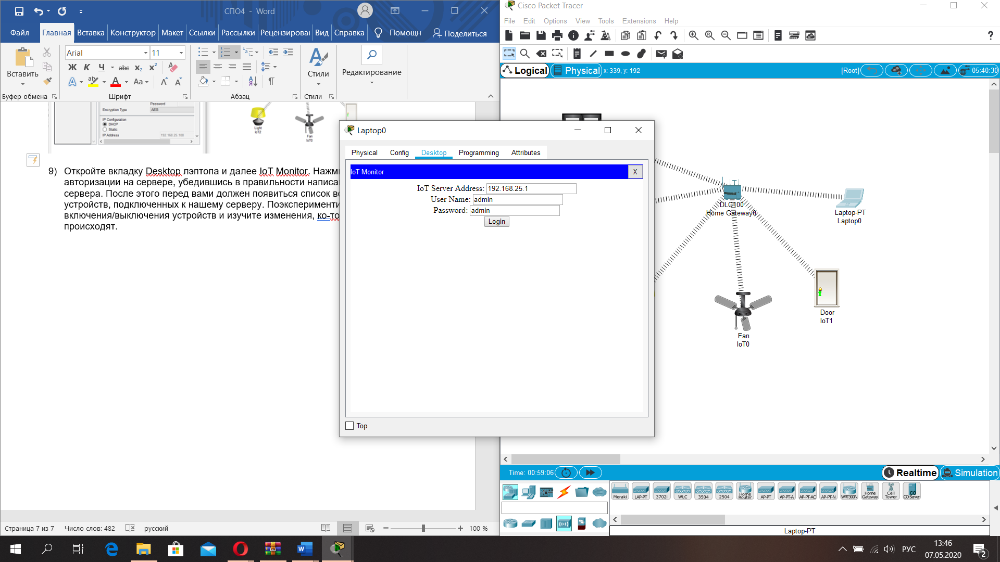 СПО4 - Word
Файл
Главная
Вставка
Конструктор
Макет
Ссылки
Рассылки
Рецензирован
Вид
Справка
Помощн
Поделиться
Вставить
Буфер обмена
Arial
11
Ж К Ч abc x₂ x²
Aa
Шрифт
Абзац
Стили
Стили
Редактирование
Password
Encryption Type
AES
IP Configuration
DHCP
Static
IP Address
192.168.25.108
Light
IoT2
Fan
IoT0
9) Откройте вкладку Desktop лэптопа и далее IoT Monitor. Нажми
авторизации на сервере, убедившись в правильности написа
сервера. После этого перед вами должен появиться список вс
устройств, подключенных к нашему серверу. Поэкспериментир
включения/выключения устройств и изучите изменения, ко-то
происходят.
Страница 7 из 7
Число слов: 482
русский
100 %
Laptop0
Physical
Config
Desktop
Programming
Attributes
IoT Monitor
X
IoT Server Address: 192.168.25.1
User Name: admin
Password: admin
Login
Top
Cisco Packet Tracer
File
Edit
Options
View
Tools
Extensions
Help
?
Logical
Physical
x: 339, y: 192
[Root]
05:40:30
DLC100
Home Gateway0
Laptop-PT
Laptop0
Door
IoT1
Fan
IoT0
Time: 00:59:06
Realtime
Simulation
Meraki
LAP-PT
3702i
WLC
3504
2504
Home
Router
AP-PT
AP-PT-A
AP-PT-AC
AP-PT-N
WRT300N
Home
Gateway
Cell
Tower
CO Server
Laptop-PT
РУС
13:46
07.05.2020
2